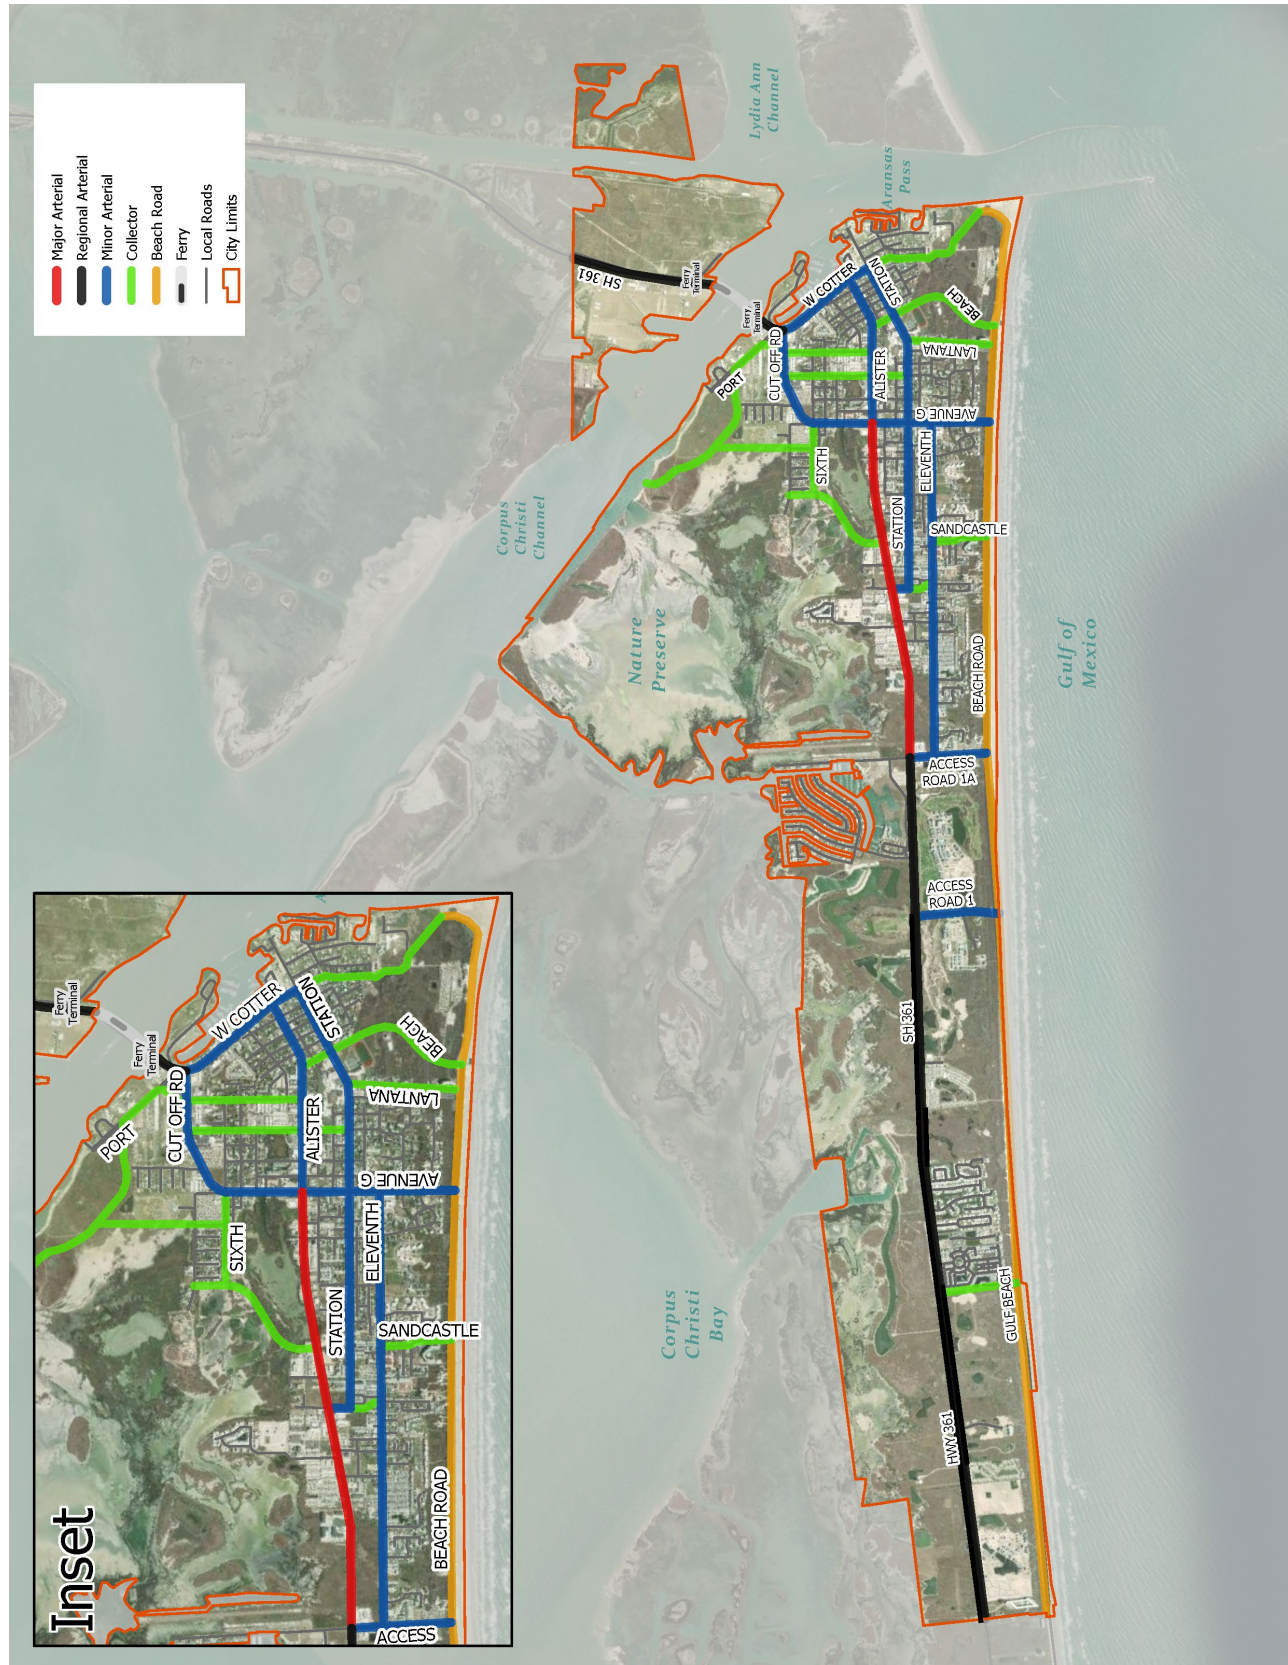 Major Arterial
Regional Arterial
Minor Arterial
Collector
Beach Road
Ferry
Local Roads
City Limits
Lydia Ann
Channel
Aransas
Pass
SH 361
Ferry
Terminal
Ferry
Terminal
W COTTER
STATION
CUT OFF RD
PORT
BEACH
LANTANA
ALISTER
AVENUE G
ELEVENTH
SIXTH
STATION
SANDCASTLE
Corpus
Christi
Channel
Nature
Preserve
Gulf of
Mexico
BEACH ROAD
ACCESS
ROAD 1A
ACCESS
ROAD 1
SH 361
GULF BEACH
HWY 361
Corpus
Christi
Bay
Inset
Ferry
Terminal
Ferry
Terminal
W COTTER
STATION
CUT OFF RD
PORT
BEACH
LANTANA
ALISTER
AVENUE G
ELEVENTH
SIXTH
STATION
SANDCASTLE
BEACH ROAD
ACCESS